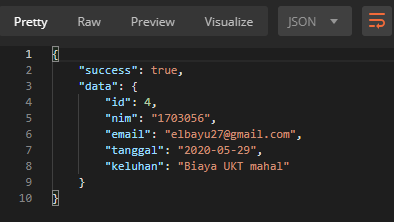 Pretty Raw Preview Visualize JSON
1 {
2 "success": true,
3 "data": {
4 "id": 4,
5 "nim": "1703056",
6 "email": "elbayu27@gmail.com",
7 "tanggal": "2020-05-29",
8 "keluhan": "Biaya UKT mahal"
9 }
10 }